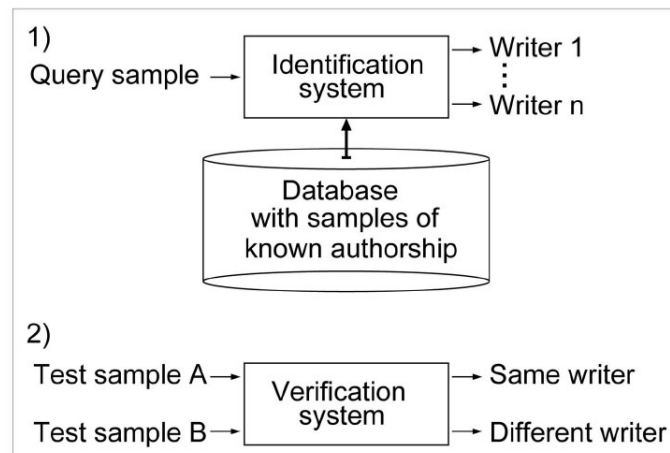 1)
Query sample
Identification
system
Writer 1
Writer n
Database
with samples of
known authorship
2)
Test sample A
Test sample B
Verification
system
Same writer
Different writer